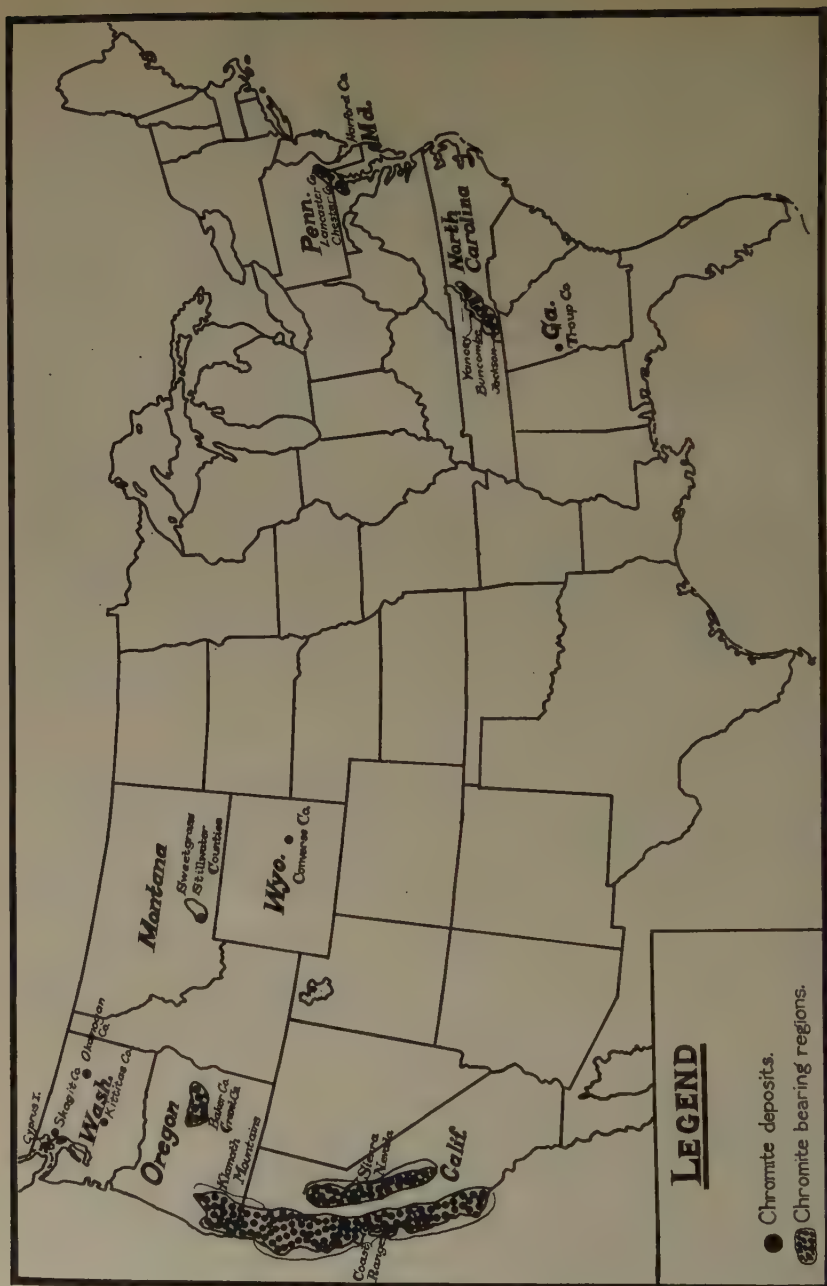 Cyprus I.
Skagit Co
Okanogan
Co.
Wash.
Kittitas Co.
Oregon
Baker Co
Grant Co
Klamath
Mountains
Sierra
Nevada
Calif
Coast
Range
Montana
Sweetgrass
Stillwater
Counties
Wyo.
Converse Co.
Penn.
Lancaster Co
Chester Co
Harford Co
Md.
North
Carolina
Yancey
Buncombe
Jackson
Ga.
Troup Co
LEGEND
Chromite deposits.
Chromite bearing regions.